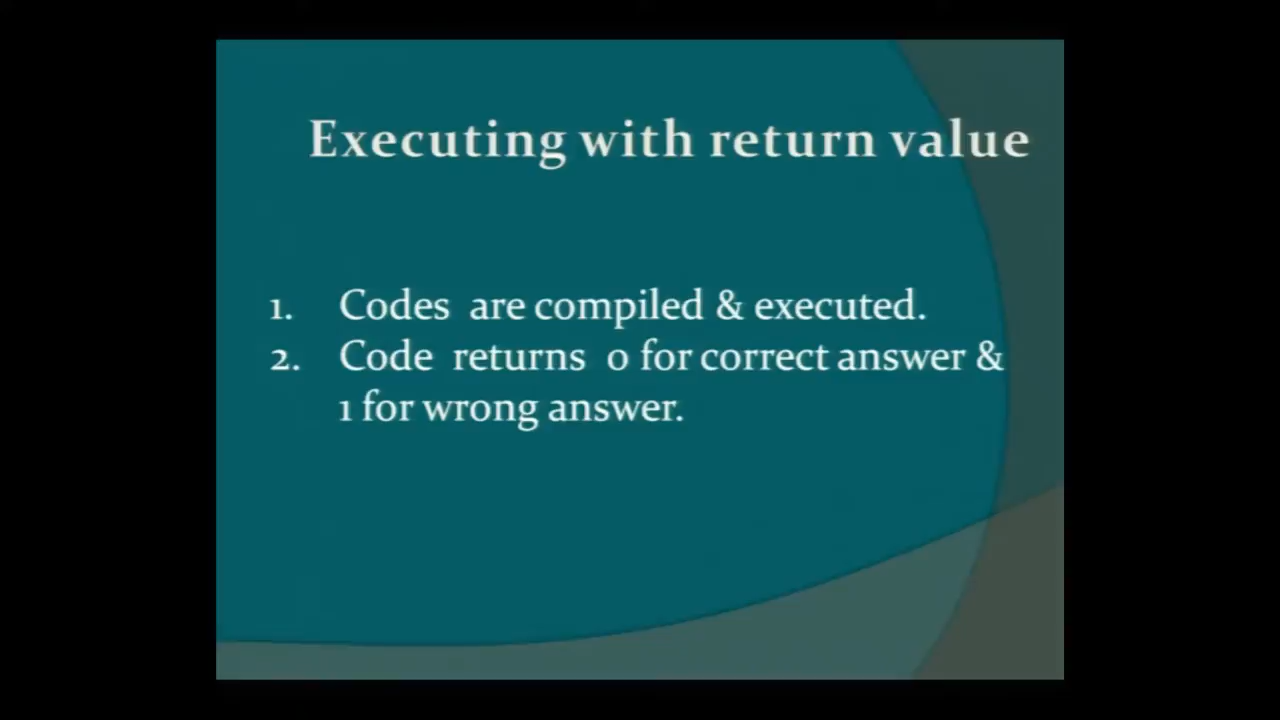 Executing with return value
1. Codes are compiled & executed.
2. Code returns 0 for correct answer &
1 for wrong answer.